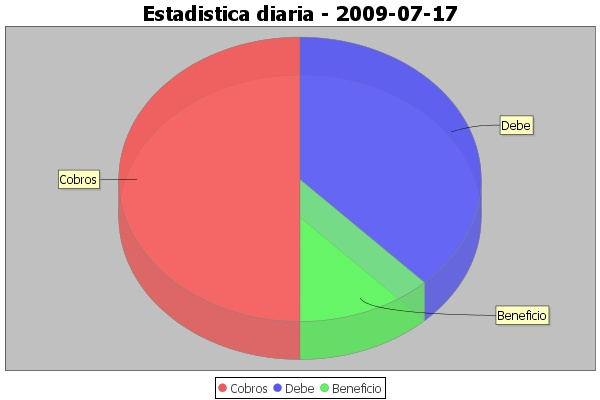 Estadistica diaria - 2009-07-17
Debe
Cobros
Beneficio
Cobros Debe Beneficio